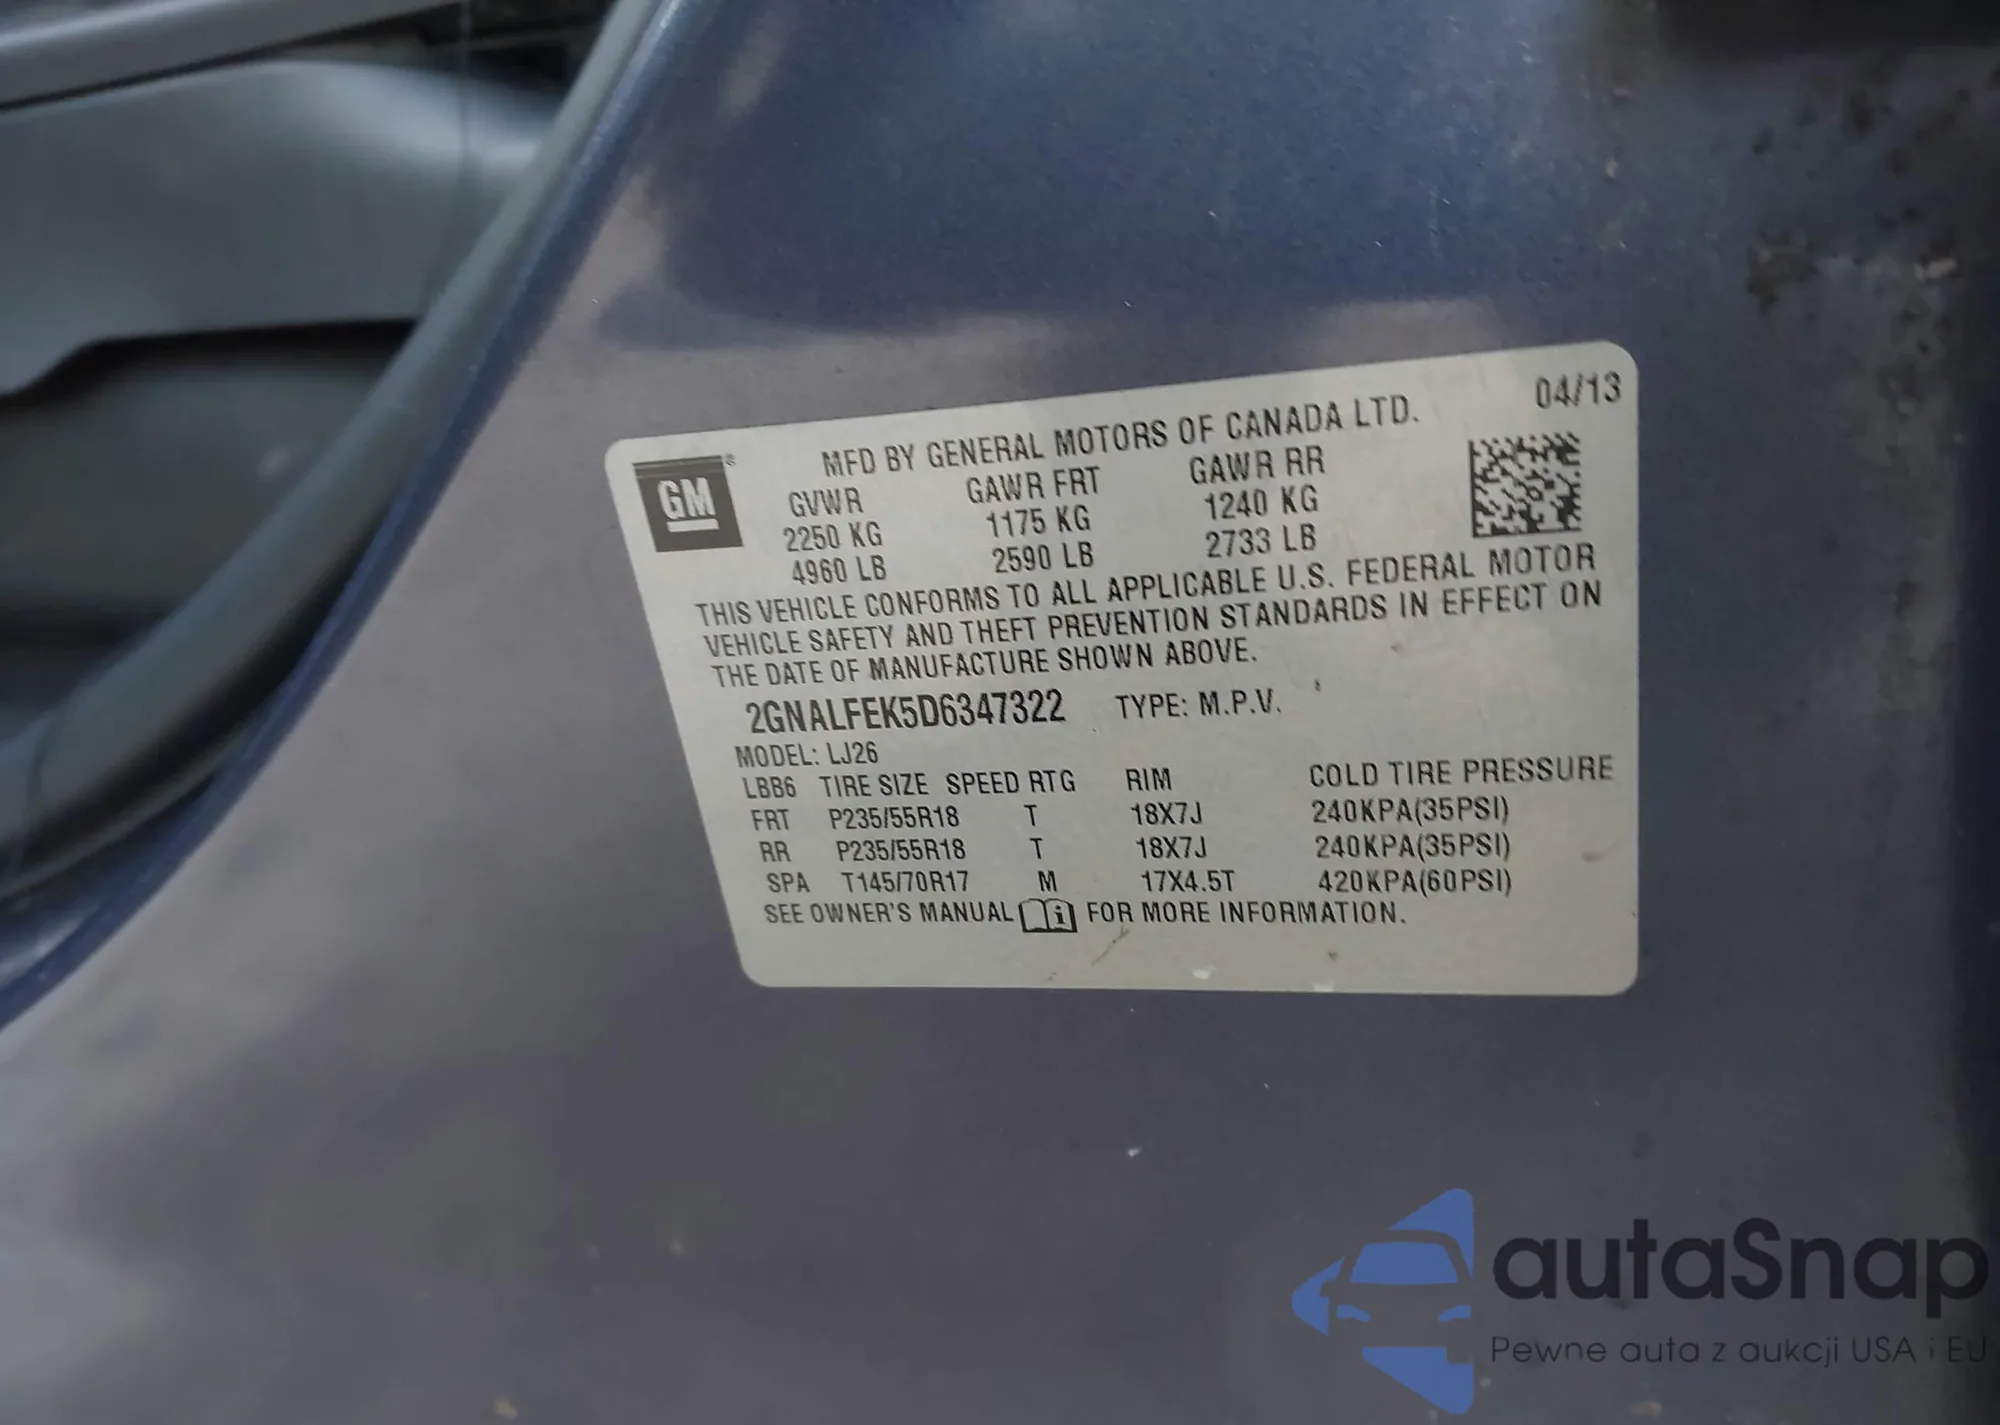 04/13
MFD BY GENERAL MOTORS OF CANADA LTD.
GM®
GVWR GAWR FRT GAWR RR
2250 KG 1175 KG 1240 KG
4960 LB 2590 LB 2733 LB
THIS VEHICLE CONFORMS TO ALL APPLICABLE U.S. FEDERAL MOTOR
VEHICLE SAFETY AND THEFT PREVENTION STANDARDS IN EFFECT ON
THE DATE OF MANUFACTURE SHOWN ABOVE.
2GNALFEK5D6347322 TYPE: M.P.V.
MODEL: LJ26
LBB6 TIRE SIZE SPEED RTG RIM COLD TIRE PRESSURE
FRT P235/55R18 T 18X7J 240KPA(35PSI)
RR P235/55R18 T 18X7J 240KPA(35PSI)
SPA T145/70R17 M 17X4.5T 420KPA(60PSI)
SEE OWNER'S MANUAL FOR MORE INFORMATION.
autaSnap
Pewne auta z aukcji USA i EU